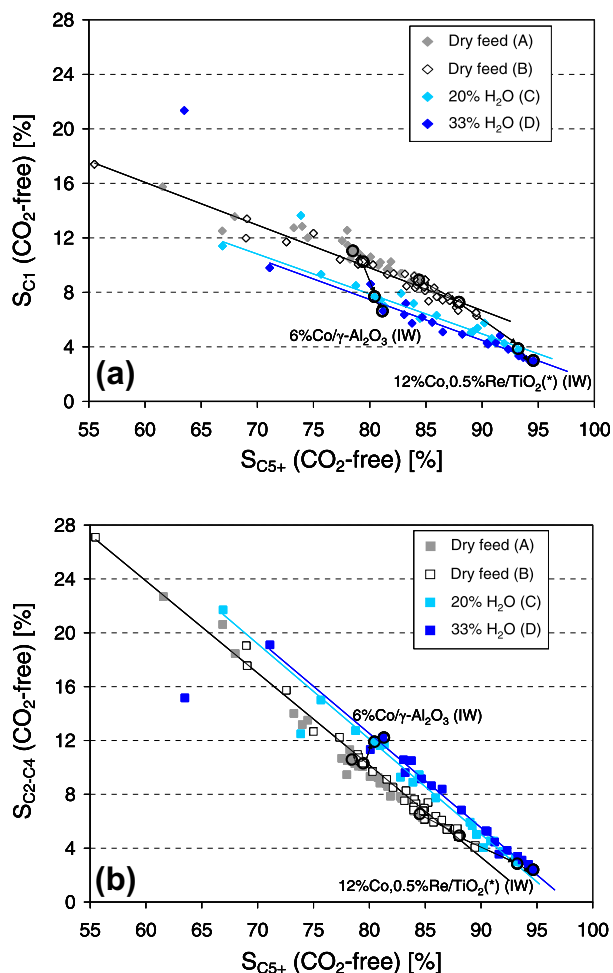 (a)
S_C1 (CO₂-free) [%]
28
24
20
16
12
8
4
0
Dry feed (A)
Dry feed (B)
20% H₂O (C)
33% H₂O (D)
6%Co/γ-Al₂O₃ (IW)
12%Co,0.5%Re/TiO₂(*) (IW)
55 60 65 70 75 80 85 90 95 100
S_C5+ (CO₂-free) [%]
(b)
S_C2-C4 (CO₂-free) [%]
28
24
20
16
12
8
4
0
Dry feed (A)
Dry feed (B)
20% H₂O (C)
33% H₂O (D)
6%Co/γ-Al₂O₃ (IW)
12%Co,0.5%Re/TiO₂(*) (IW)
55 60 65 70 75 80 85 90 95 100
S_C5+ (CO₂-free) [%]